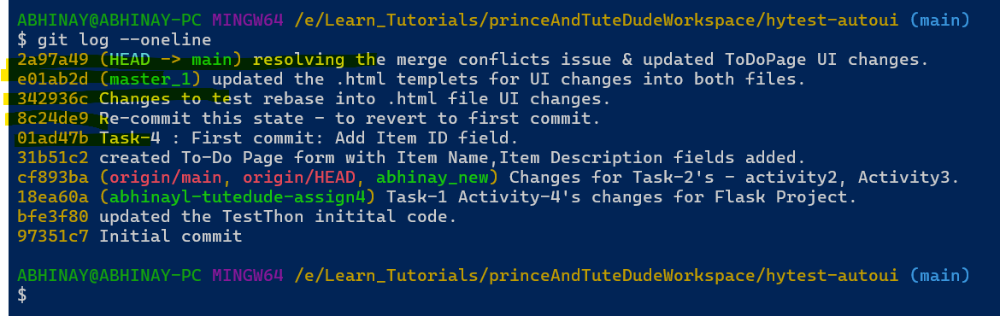 ABHINAY@ABHINAY-PC MINGW64 /e/Learn_Tutorials/princeAndTuteDudeWorkspace/hytest-autoui (main)
$ git log --oneline
2a97a49 (HEAD -> main) resolving the merge conflicts issue & updated ToDoPage UI changes.
e01ab2d (master_1) updated the .html templets for UI changes into both files.
342936c Changes to test rebase into .html file UI changes.
8c24de9 Re-commit this state - to revert to first commit.
01ad47b Task-4 : First commit: Add Item ID field.
31b51c2 created To-Do Page form with Item Name,Item Description fields added.
cf893ba (origin/main, origin/HEAD, abhinay_new) Changes for Task-2's - activity2, Activity3.
18ea60a (abhinayl-tutedude-assign4) Task-1 Activity-4's changes for Flask Project.
bfe3f80 updated the TestThon initital code.
97351c7 Initial commit
ABHINAY@ABHINAY-PC MINGW64 /e/Learn_Tutorials/princeAndTuteDudeWorkspace/hytest-autoui (main)
$